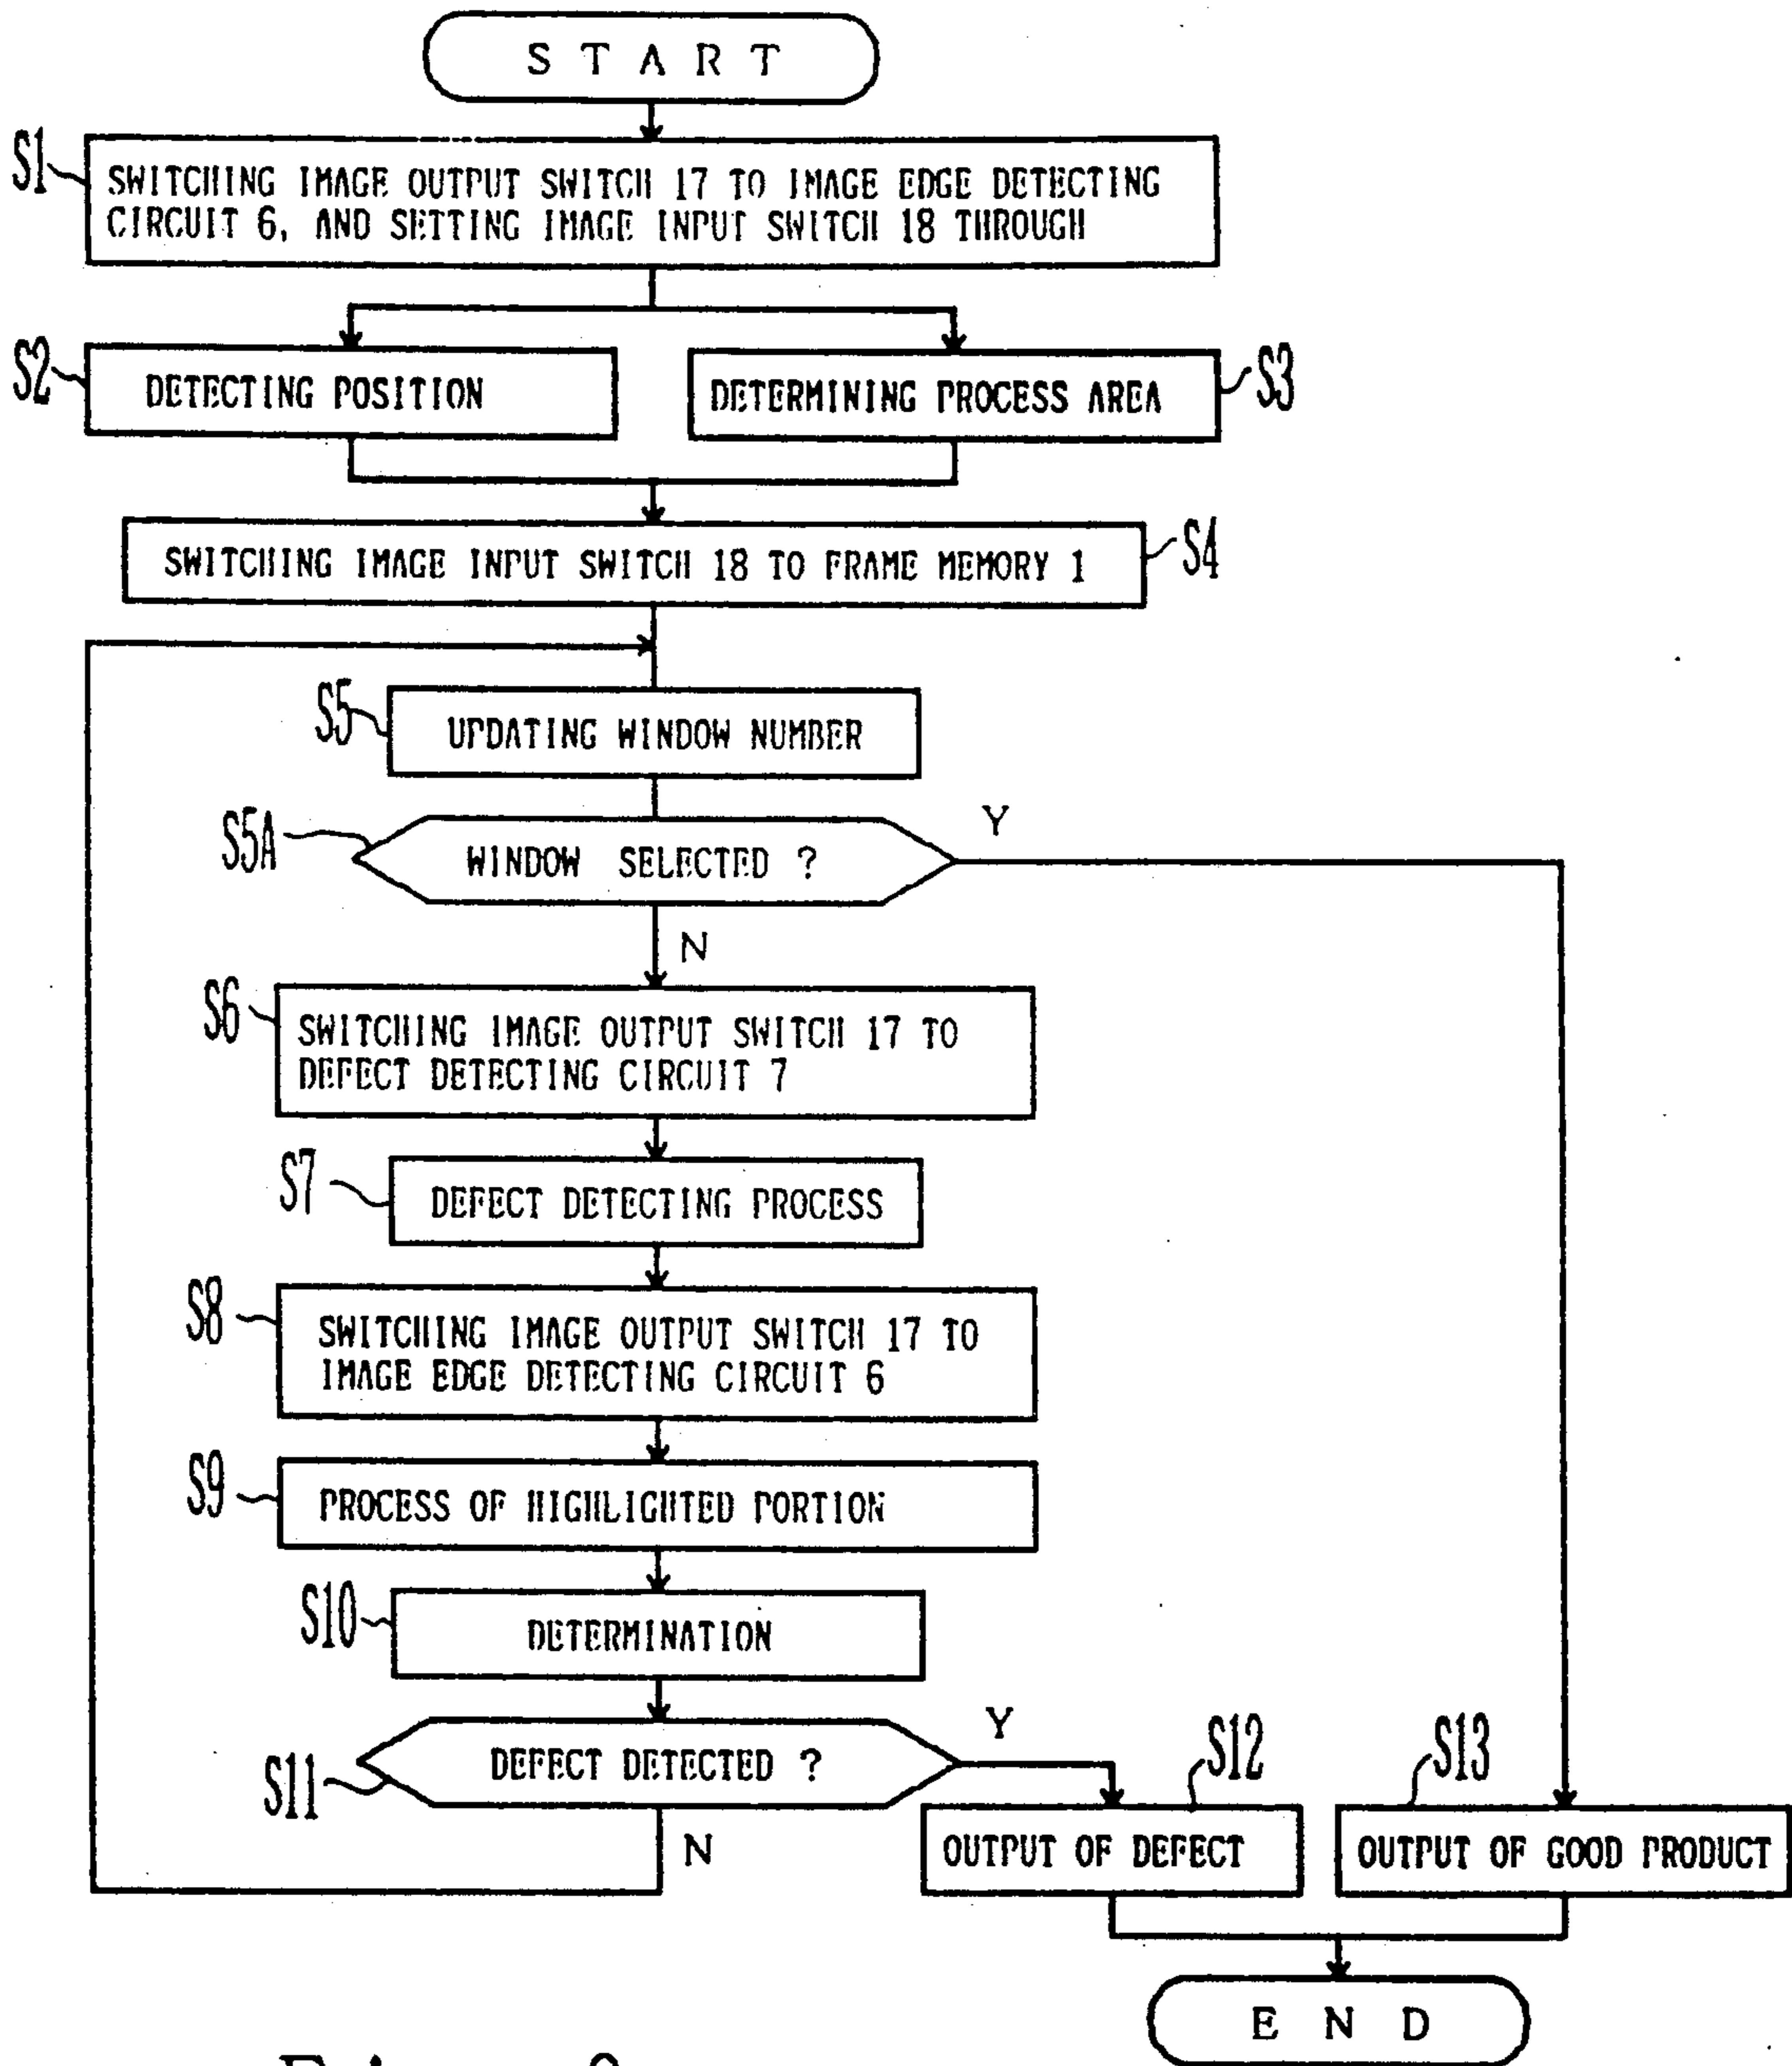 START
S1
SWITCHING IMAGE OUTPUT SWITCH 17 TO IMAGE EDGE DETECTING
CIRCUIT 6, AND SETTING IMAGE INPUT SWITCH 18 THROUGH
S2
DETECTING POSITION
DETERMINING PROCESS AREA
S3
SWITCHING IMAGE INPUT SWITCH 18 TO FRAME MEMORY 1
S4
S5
UPDATING WINDOW NUMBER
S5A
WINDOW SELECTED ?
Y
N
S6
SWITCHING IMAGE OUTPUT SWITCH 17 TO
DEFECT DETECTING CIRCUIT 7
S7
DEFECT DETECTING PROCESS
S8
SWITCHING IMAGE OUTPUT SWITCH 17 TO
IMAGE EDGE DETECTING CIRCUIT 6
S9
PROCESS OF HIGHLIGHTED PORTION
S10
DETERMINATION
S11
DEFECT DETECTED ?
Y
N
S12
OUTPUT OF DEFECT
S13
OUTPUT OF GOOD PRODUCT
END